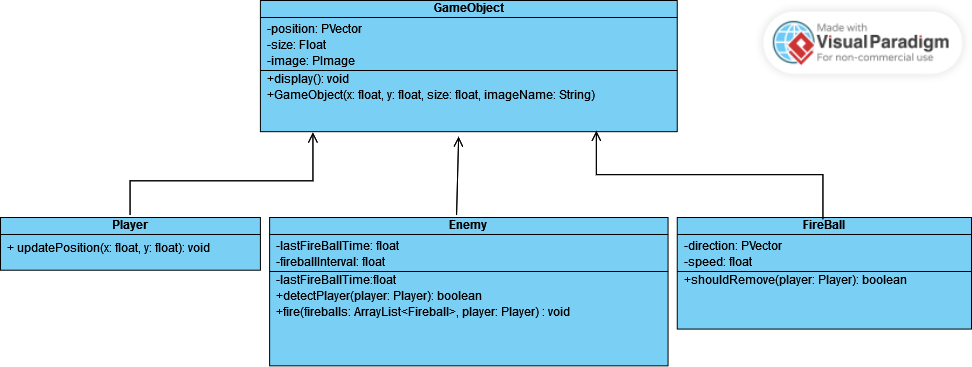 GameObject
-position: PVector
-size: Float
-image: PImage
+display(): void
+GameObject(x: float, y: float, size: float, imageName: String)
Made with
Visual Paradigm
For non-commercial use
Player
+ updatePosition(x: float, y: float): void
Enemy
-lastFireBallTime: float
-fireballInterval: float
-lastFireBallTime:float
+detectPlayer(player: Player): boolean
+fire(fireballs: ArrayList<Fireball>, player: Player) : void
FireBall
-direction: PVector
-speed: float
+shouldRemove(player: Player): boolean